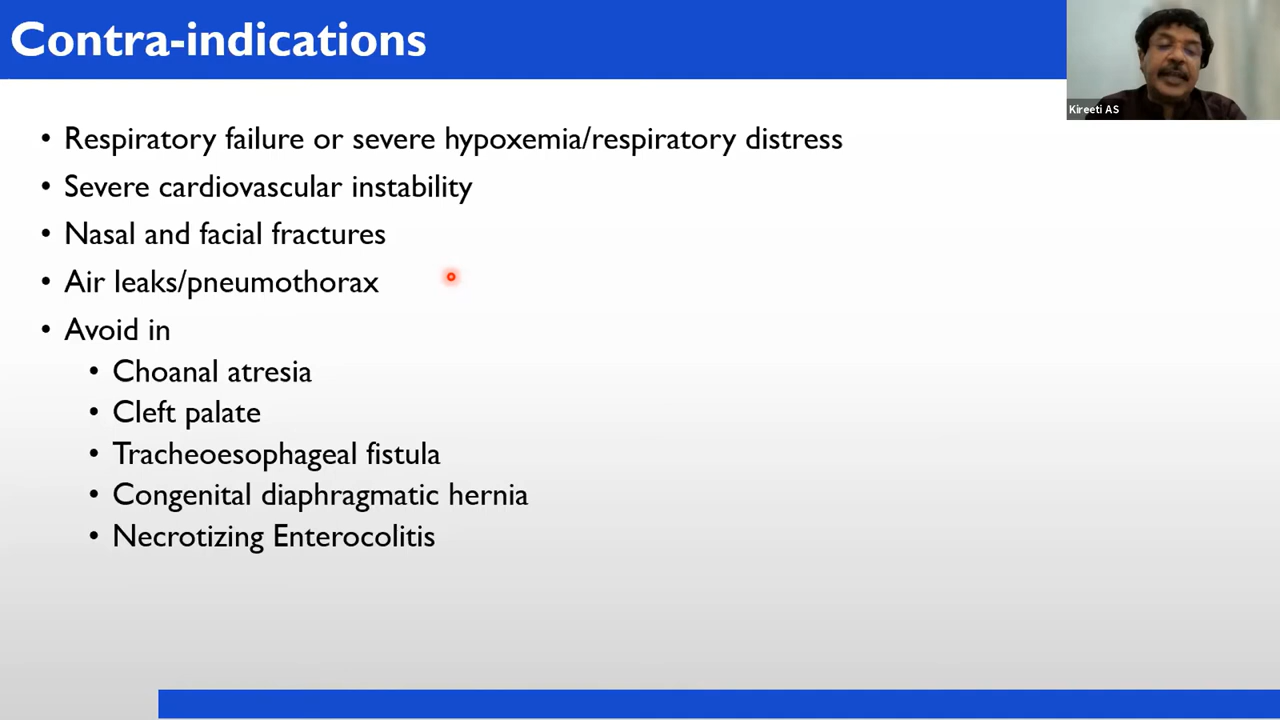 Contra-indications
Kireeti AS
• Respiratory failure or severe hypoxemia/respiratory distress
• Severe cardiovascular instability
• Nasal and facial fractures
• Air leaks/pneumothorax
• Avoid in
• Choanal atresia
• Cleft palate
• Tracheoesophageal fistula
• Congenital diaphragmatic hernia
• Necrotizing Enterocolitis